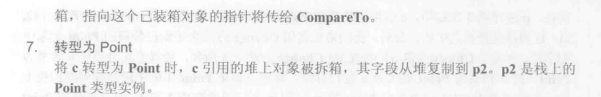 箱，指向这个已装箱对象的指针将传给 CompareTo。
7. 转型为 Point
将 c 转型为 Point 时，c 引用的堆上对象被拆箱，其字段从堆复制到 p2。p2 是栈上的
Point 类型实例。